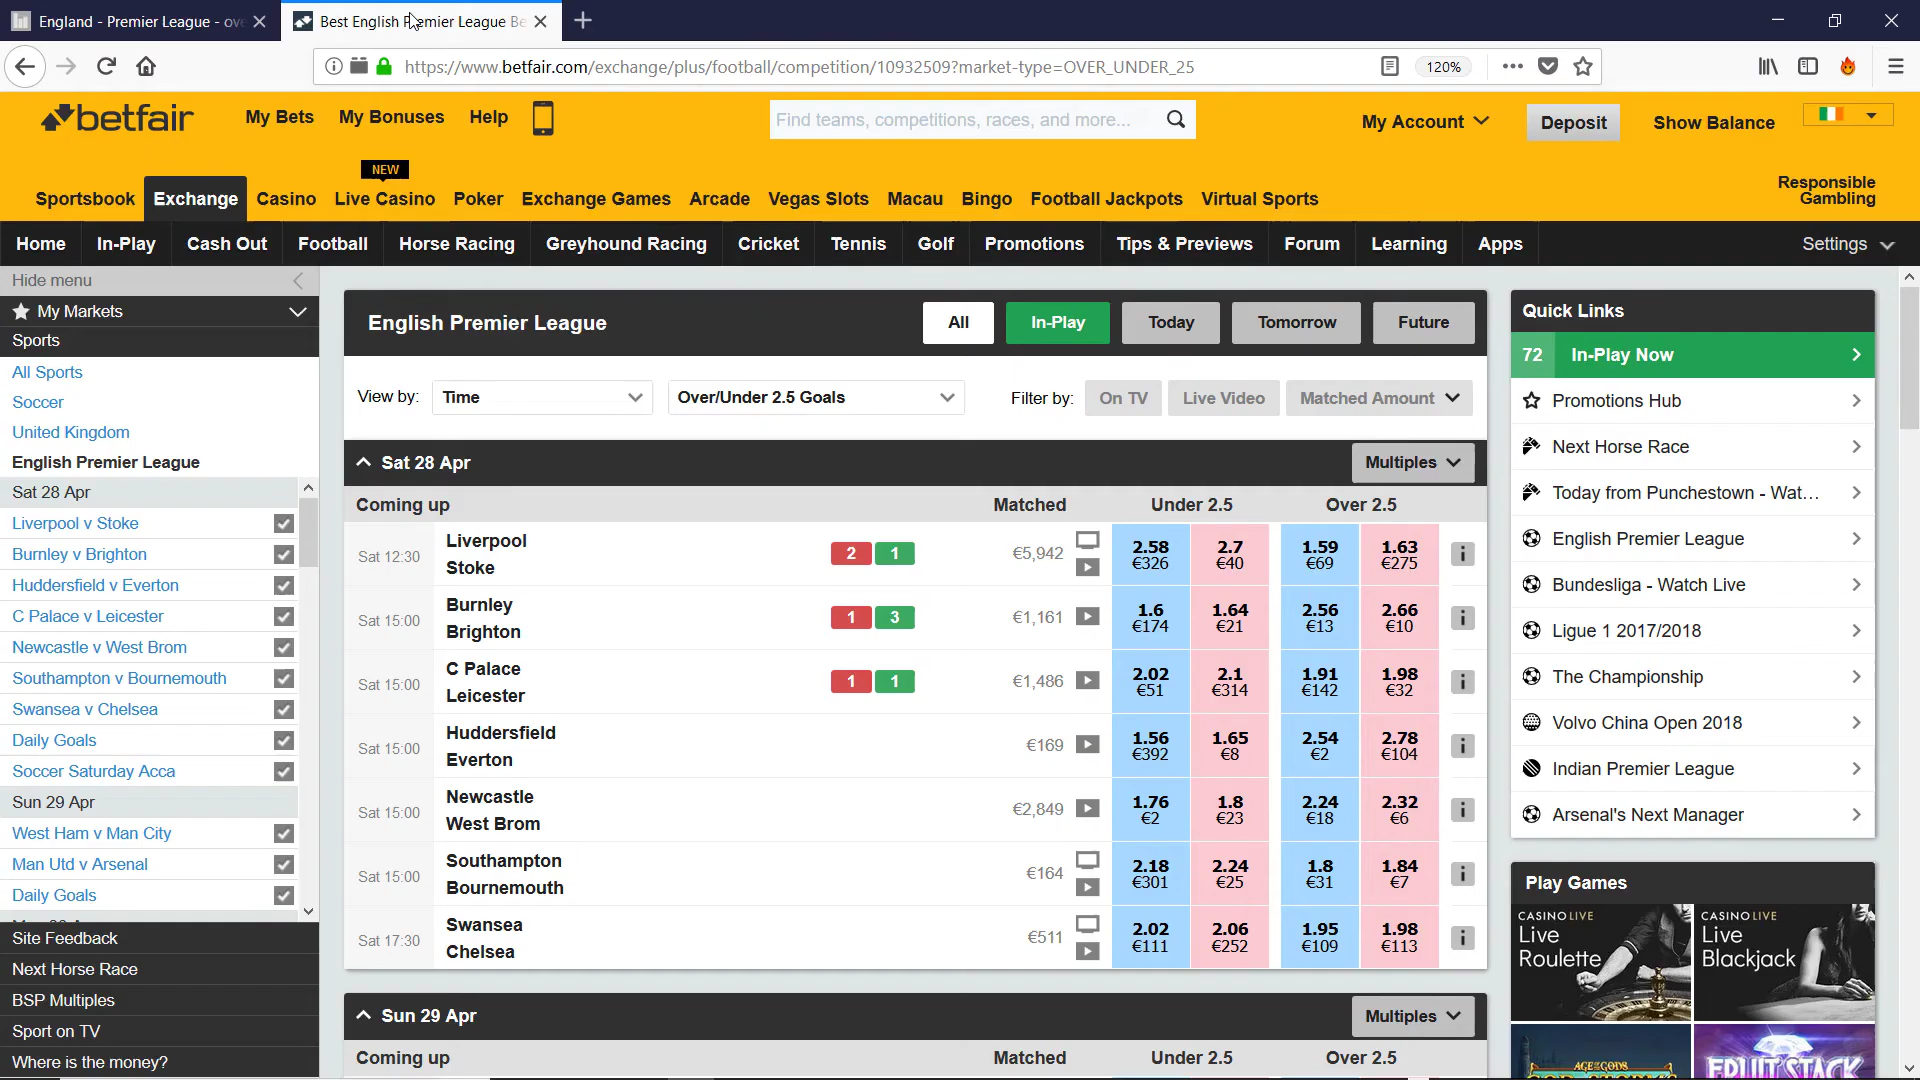 England - Premier League - ove
Best English Premier League Be
https://www.betfair.com/exchange/plus/football/competition/10932509?market-type=OVER_UNDER_25
120%
betfair
My Bets
My Bonuses
Help
Find teams, competitions, races, and more...
My Account
Deposit
Show Balance
NEW
Sportsbook
Exchange
Casino
Live Casino
Poker
Exchange Games
Arcade
Vegas Slots
Macau
Bingo
Football Jackpots
Virtual Sports
Responsible
Gambling
Home
In-Play
Cash Out
Football
Horse Racing
Greyhound Racing
Cricket
Tennis
Golf
Promotions
Tips & Previews
Forum
Learning
Apps
Settings
Hide menu
My Markets
Sports
All Sports
Soccer
United Kingdom
English Premier League
Sat 28 Apr
Liverpool v Stoke
Burnley v Brighton
Huddersfield v Everton
C Palace v Leicester
Newcastle v West Brom
Southampton v Bournemouth
Swansea v Chelsea
Daily Goals
Soccer Saturday Acca
Sun 29 Apr
West Ham v Man City
Man Utd v Arsenal
Daily Goals
Site Feedback
Next Horse Race
BSP Multiples
Sport on TV
Where is the money?
English Premier League
All
In-Play
Today
Tomorrow
Future
View by:
Time
Over/Under 2.5 Goals
Filter by:
On TV
Live Video
Matched Amount
Sat 28 Apr
Multiples
Coming up
Matched
Under 2.5
Over 2.5
Sat 12:30
Liverpool
Stoke
2 1
€5,942
2.58 2.7 1.59 1.63
€326 €40 €69 €275
Sat 15:00
Burnley
Brighton
1 3
€1,161
1.6 1.64 2.56 2.66
€174 €21 €13 €10
Sat 15:00
C Palace
Leicester
1 1
€1,486
2.02 2.1 1.91 1.98
€51 €314 €142 €32
Sat 15:00
Huddersfield
Everton
€169
1.56 1.65 2.54 2.78
€392 €8 €2 €104
Sat 15:00
Newcastle
West Brom
€2,849
1.76 1.8 2.24 2.32
€2 €23 €18 €6
Sat 15:00
Southampton
Bournemouth
€164
2.18 2.24 1.8 1.84
€301 €25 €31 €7
Sat 17:30
Swansea
Chelsea
€511
2.02 2.06 1.95 1.98
€111 €252 €109 €113
Sun 29 Apr
Multiples
Coming up
Matched
Under 2.5
Over 2.5
Quick Links
72 In-Play Now
Promotions Hub
Next Horse Race
Today from Punchestown - Wat...
English Premier League
Bundesliga - Watch Live
Ligue 1 2017/2018
The Championship
Volvo China Open 2018
Indian Premier League
Arsenal's Next Manager
Play Games
CASINO LIVE
Live
Roulette
CASINO LIVE
Live
Blackjack
AGE OF THE GODS
FRUIT STACK